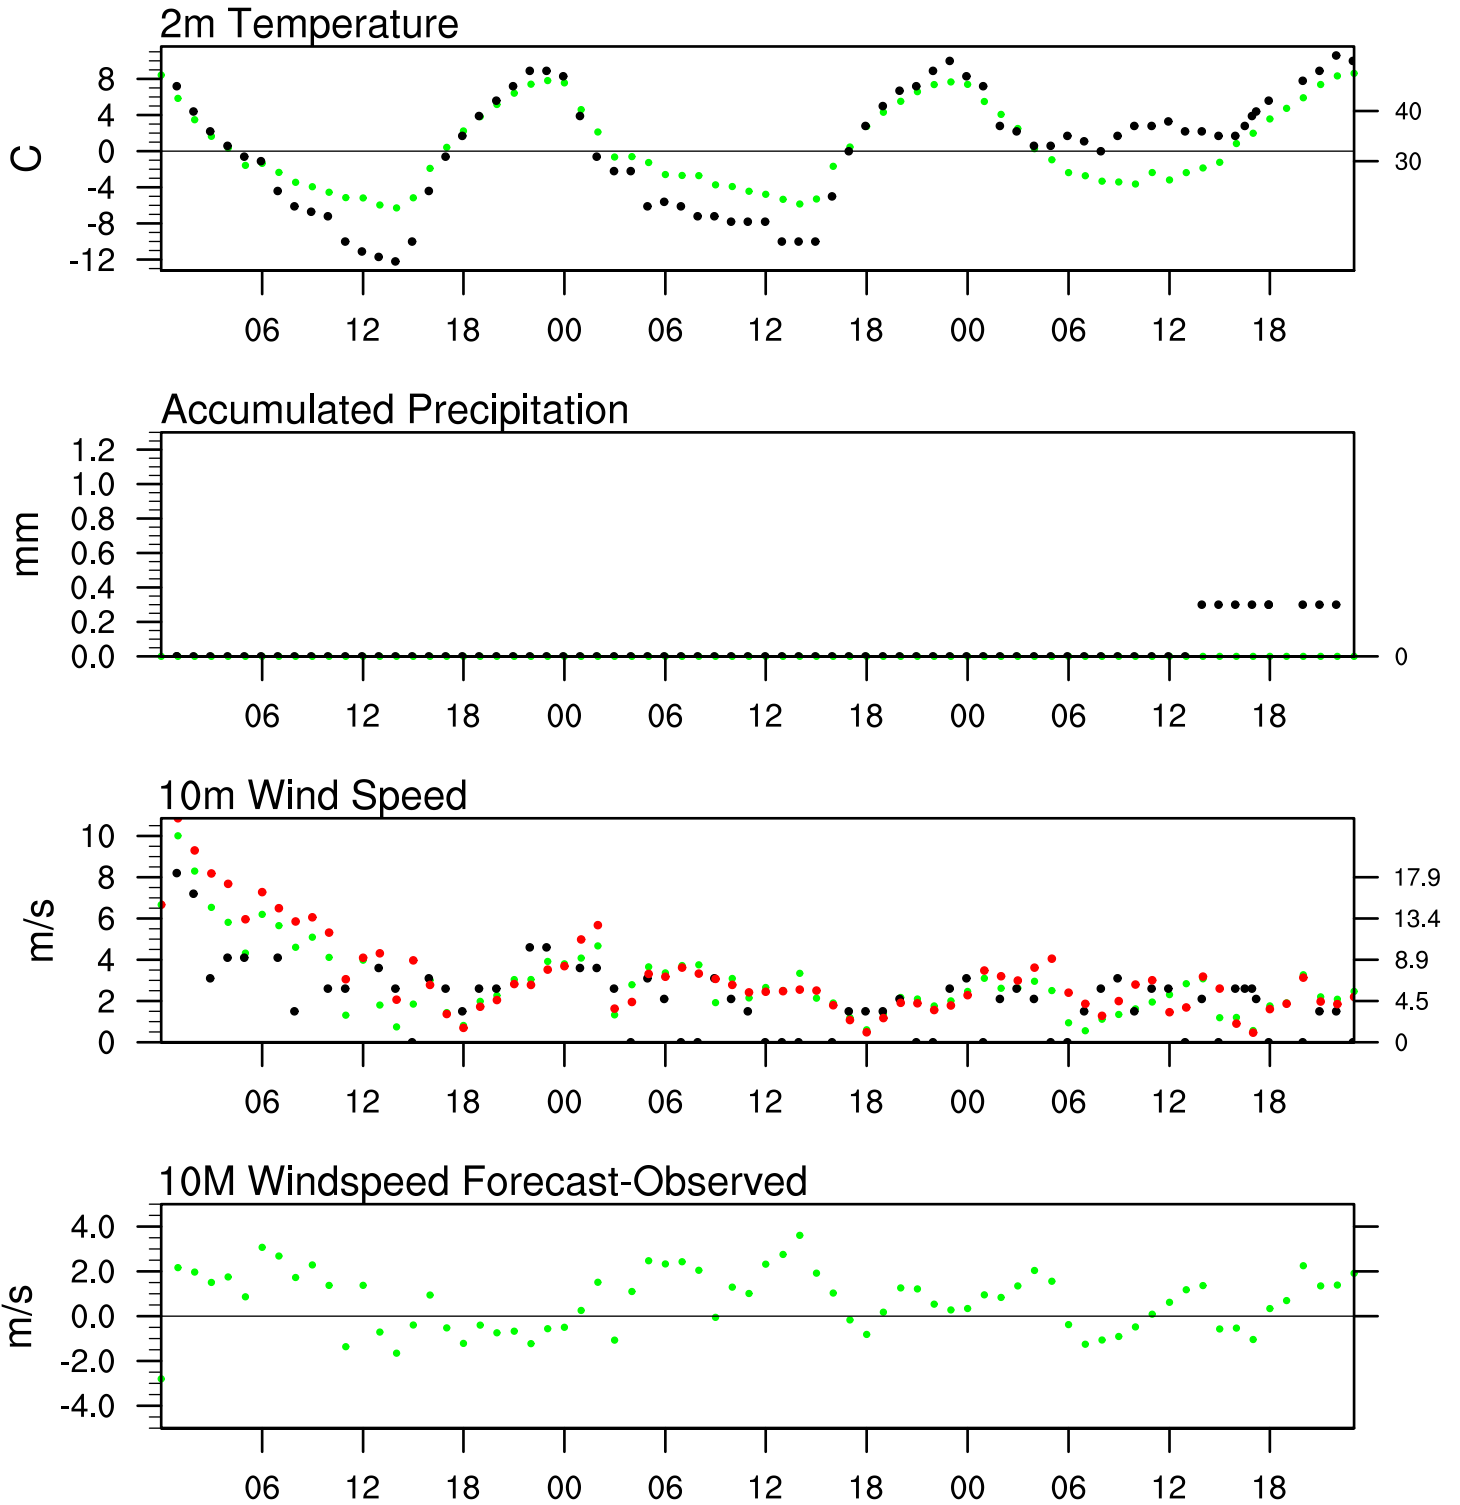 2m Temperature
8
4
40
0
30
-4
-8
-12
C
06 12 18 00 06 12 18 00 06 12 18
Accumulated Precipitation
1.2
1.0
0.8
0.6
0.4
0.2
0.0 0
mm
06 12 18 00 06 12 18 00 06 12 18
10m Wind Speed
10
8 17.9
6 13.4
4 8.9
2 4.5
0 0
m/s
06 12 18 00 06 12 18 00 06 12 18
10M Windspeed Forecast-Observed
4.0
2.0
0.0
-2.0
-4.0
m/s
06 12 18 00 06 12 18 00 06 12 18